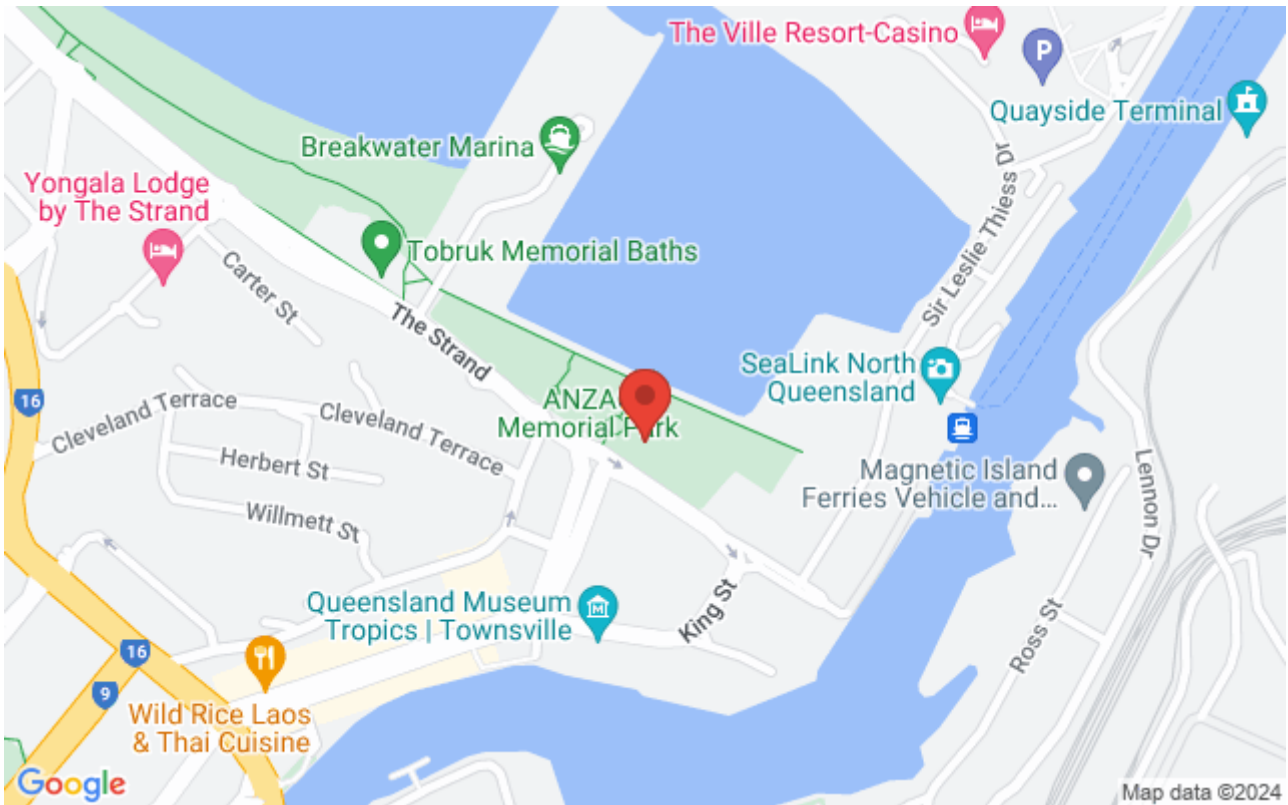 The Ville Resort-Casino
P
Quayside Terminal
Breakwater Marina
Yongala Lodge
by The Strand
Tobruk Memorial Baths
Carter St
The Strand
Sir Leslie Thiess Dr
SeaLink North
Queensland
16
ANZA
Memorial Park
Cleveland Terrace
Cleveland Terrace
Herbert St
Willmett St
Magnetic Island
Ferries Vehicle and...
Lennon Dr
Queensland Museum
Tropics | Townsville
M
King St
Ross St
16
9
Wild Rice Laos
& Thai Cuisine
Google
Map data ©2024